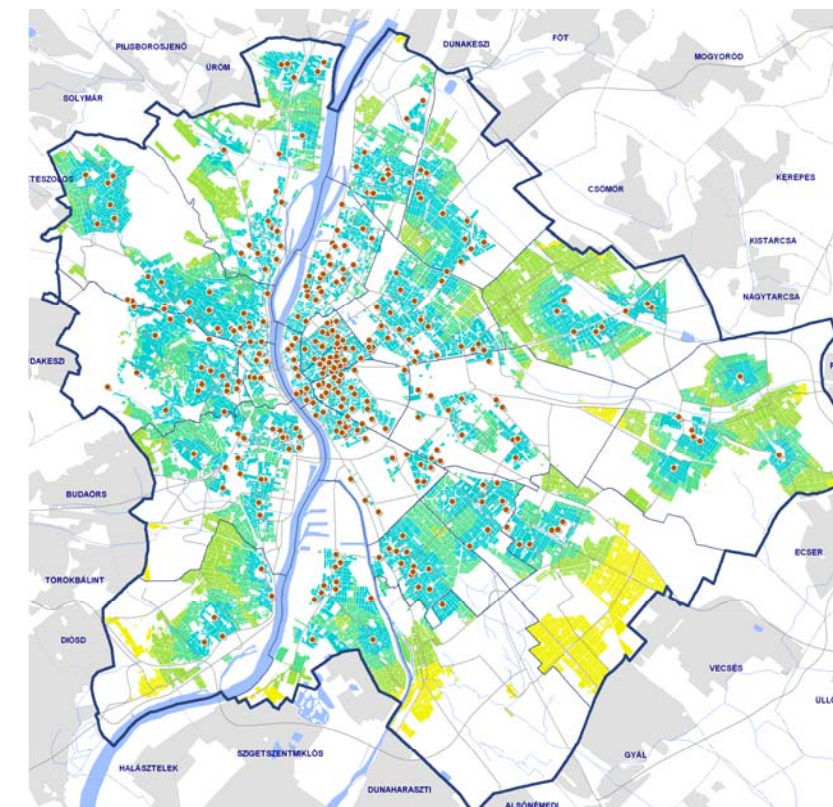 PILISBOROSJENŐ
DUNAKESZI
FÓT
ÜRÖM
MOGYORÓD
SOLYMÁR
KEREPES
CSÖMÖR
KISTARCSA
NAGYTARCSA
BUDAÖRS
ECSER
TÖRÖKBÁLINT
DIÓSD
VECSÉS
SZIGETSZENTMIKLÓS
GYÁL
HALÁSZTELEK
DUNAHARASZTI
ALSÓNÉMEDI